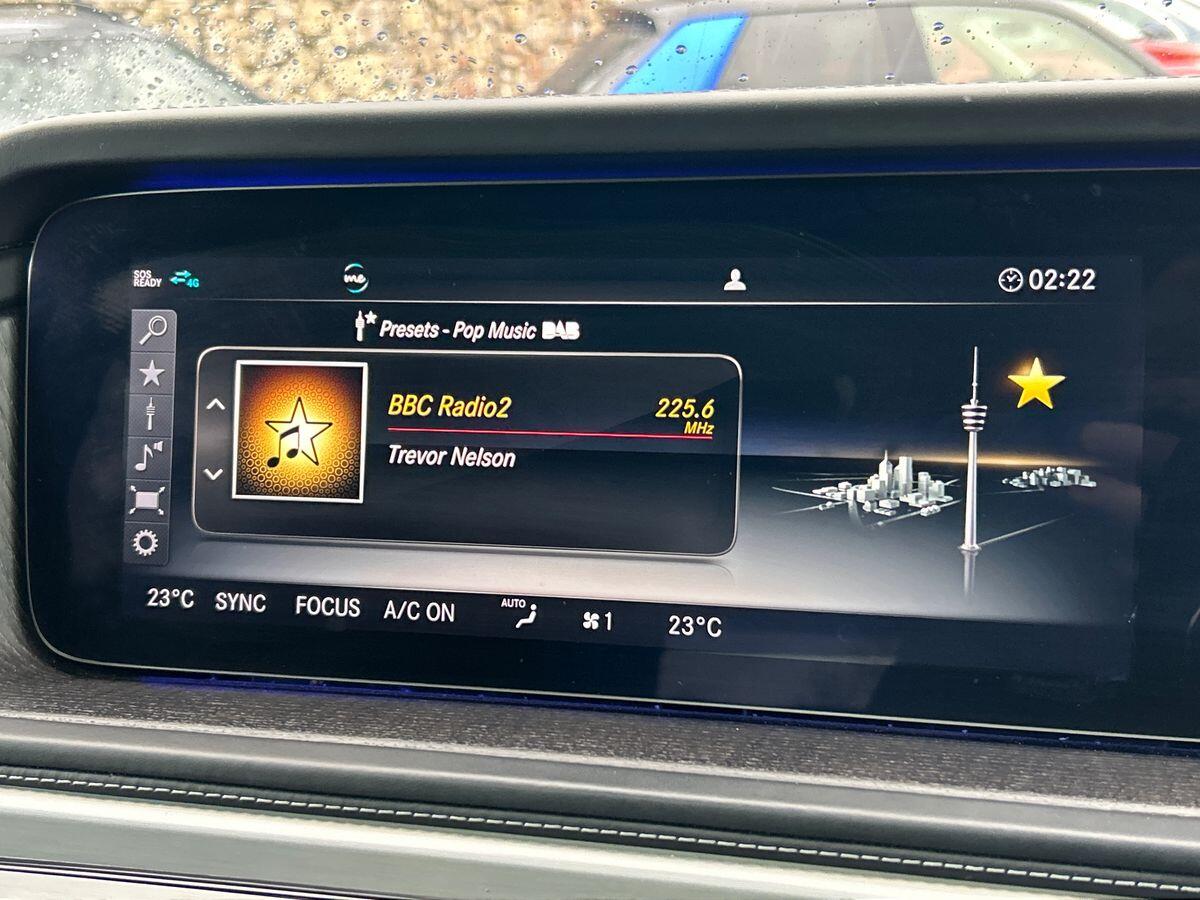 SOS
READY 4G me 02:22
Presets - Pop Music DAB
BBC Radio2 225.6
MHz
Trevor Nelson
23°C SYNC FOCUS A/C ON AUTO 1 23°C